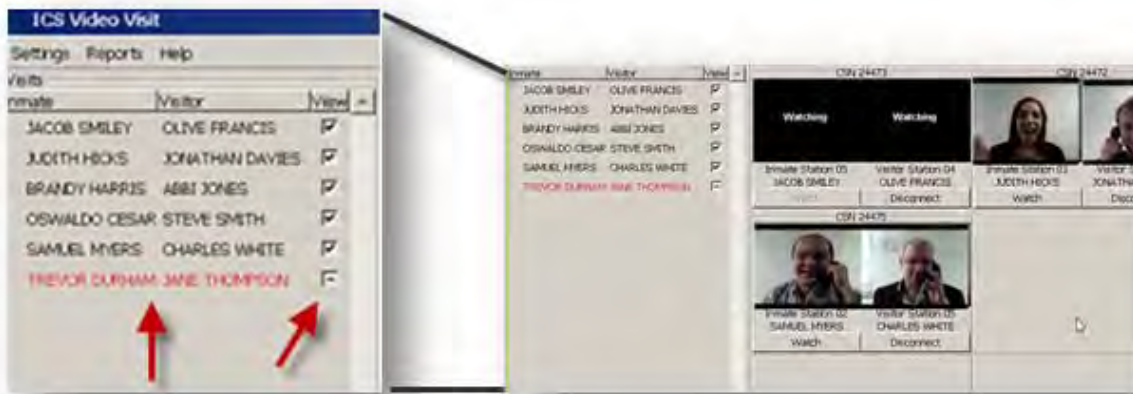 ICS Video Visit
Settings Reports Help
Visits
Inmate Visitor View
JACOB SMILEY OLIVE FRANCIS
JUDITH HICKS JONATHAN DAVIES
BRANDY HARRIS ABBI JONES
OSWALDO CESAR STEVE SMITH
SAMUEL MYERS CHARLES WHITE
TREVOR DURHAM JANE THOMPSON
Inmate Visitor View
JACOB SMILEY OLIVE FRANCIS
JUDITH HICKS JONATHAN DAVIES
BRANDY HARRIS ABBI JONES
OSWALDO CESAR STEVE SMITH
SAMUEL MYERS CHARLES WHITE
TREVOR DURHAM JANE THOMPSON
CSN 24473 CSN 24472
Watching Watching
Inmate Station 05 Visitor Station 04 Inmate Station 03 Visitor S
JACOB SMILEY OLIVE FRANCIS JUDITH HICKS JONATHA
Watch Disconnect Watch Disco
CSN 24475
Inmate Station 02 Visitor Station 05
SAMUEL MYERS CHARLES WHITE
Watch Disconnect